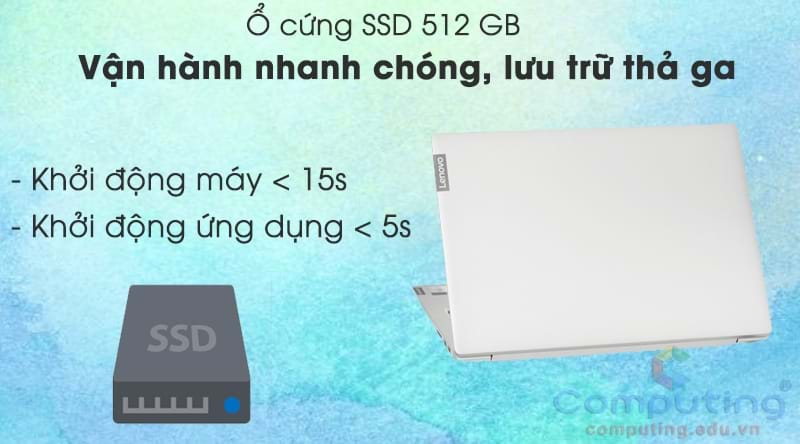 Ổ cứng SSD 512 GB
Vận hành nhanh chóng, lưu trữ thả ga
- Khởi động máy < 15s
- Khởi động ứng dụng < 5s
Lenovo
SSD
Computing®
computing.edu.vn